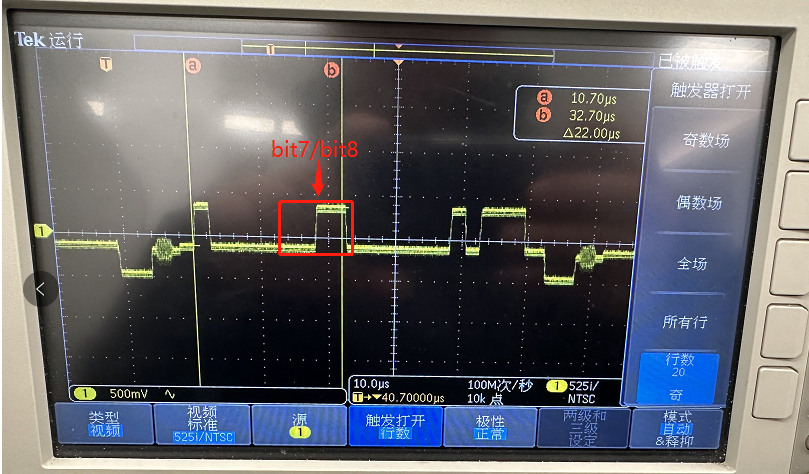 Tek 运行
T
已被触发
T
a
b
触发器打开
a 10.70μs
b 32.70μs
Δ22.00μs
bit7/bit8
奇数场
偶数场
1
全场
所有行
行数
20
奇
1 500mV
10.0μs
100M次/秒
1 525i/
T→▼40.70000μs
10k 点
NTSC
类型
视频
视频
标准
525i/NTSC
源
1
触发打开
行数
极性
正常
两级和
三级
设定
模式
自动
&释抑